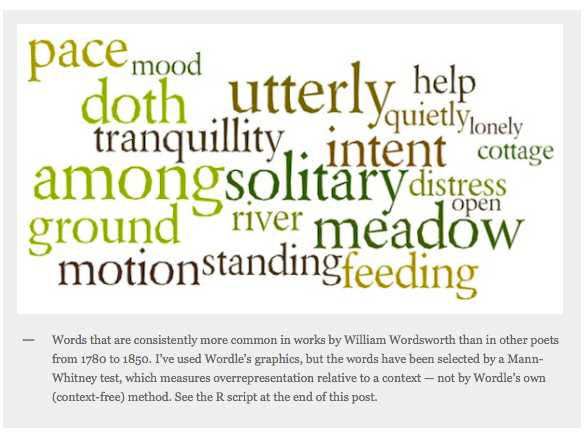 pace mood
doth utterly help
quietly lonely
tranquillity intent cottage
among solitary distress
open
ground river meadow
motion standing feeding
— Words that are consistently more common in works by William Wordsworth than in other poets
from 1780 to 1850. I’ve used Wordle’s graphics, but the words have been selected by a Mann-
Whitney test, which measures overrepresentation relative to a context — not by Wordle’s own
(context-free) method. See the R script at the end of this post.